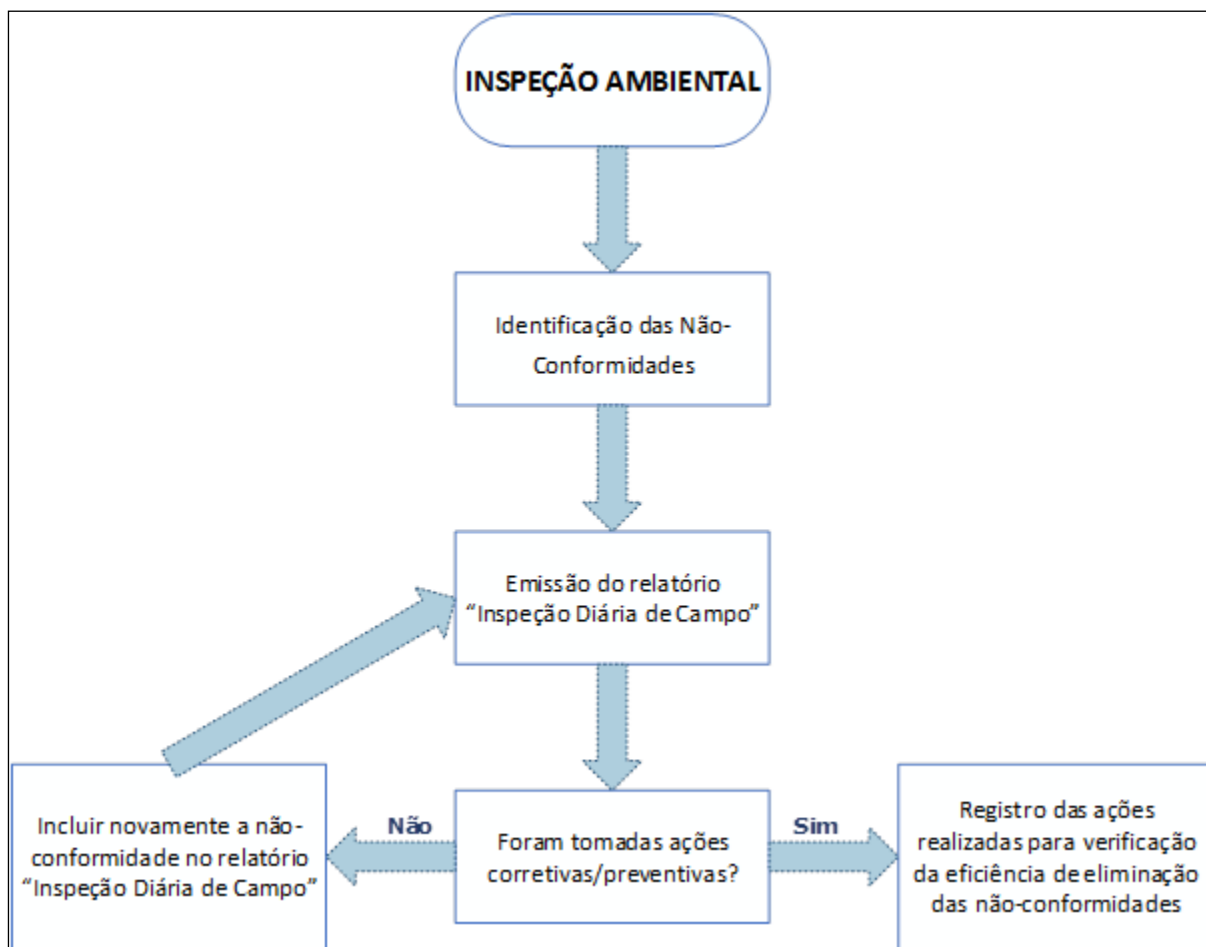 INSPEÇÃO AMBIENTAL
Identificação das Não-
Conformidades
Emissão do relatório
“Inspeção Diária de Campo”
Não
Sim
Incluir novamente a não-
conformidade no relatório
“Inspeção Diária de Campo”
Foram tomadas ações
corretivas/preventivas?
Registro das ações
realizadas para verificação
da eficiência de eliminação
das não-conformidades